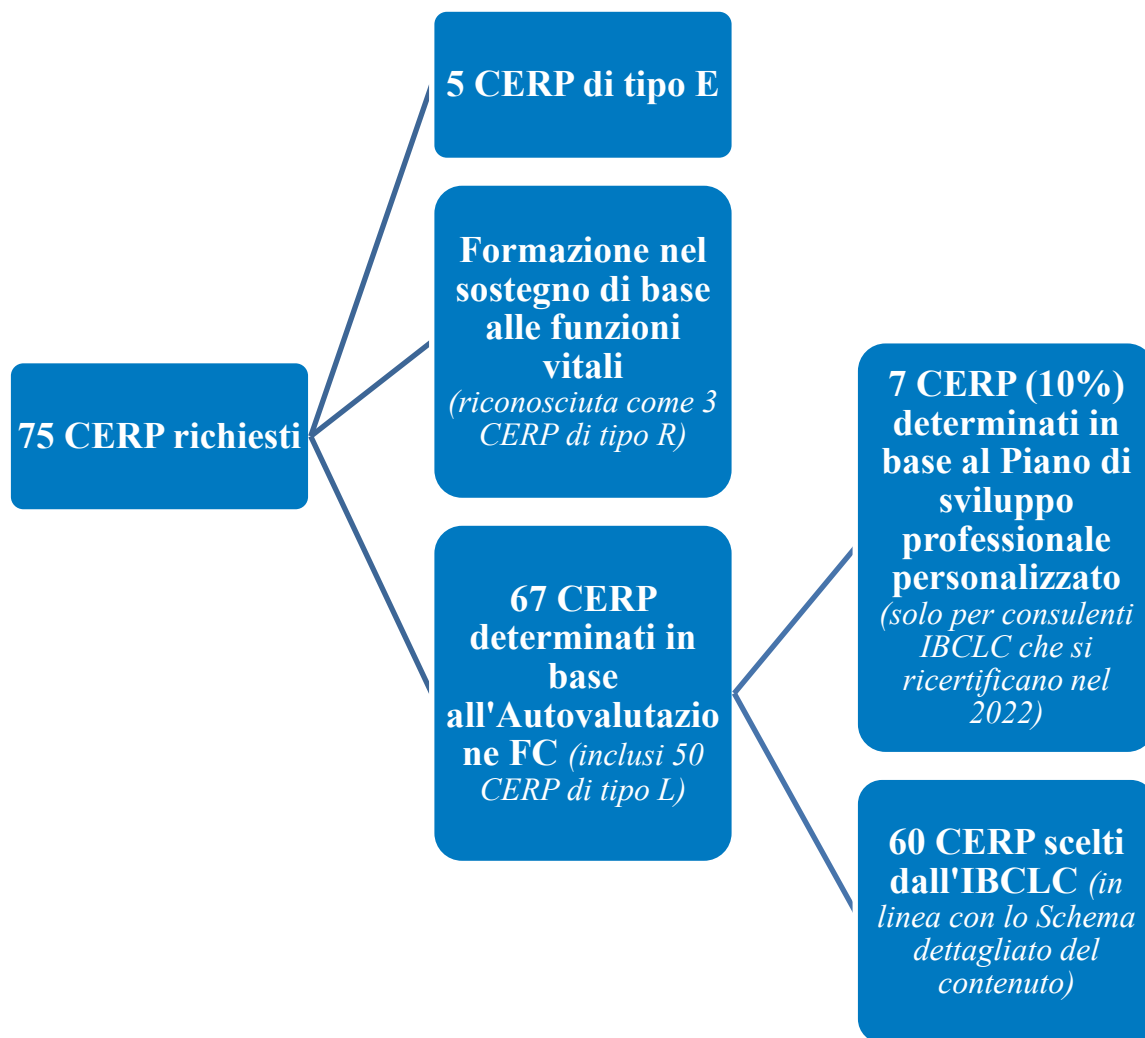 75 CERP richiesti
5 CERP di tipo E
Formazione nel
sostegno di base
alle funzioni
vitali
(riconosciuta come 3
CERP di tipo R)
67 CERP
determinati in
base
all'Autovalutazio
ne FC (inclusi 50
CERP di tipo L)
7 CERP (10%)
determinati in
base al Piano di
sviluppo
professionale
personalizzato
(solo per consulenti
IBCLC che si
ricertificano nel
2022)
60 CERP scelti
dall'IBCLC (in
linea con lo Schema
dettagliato del
contenuto)